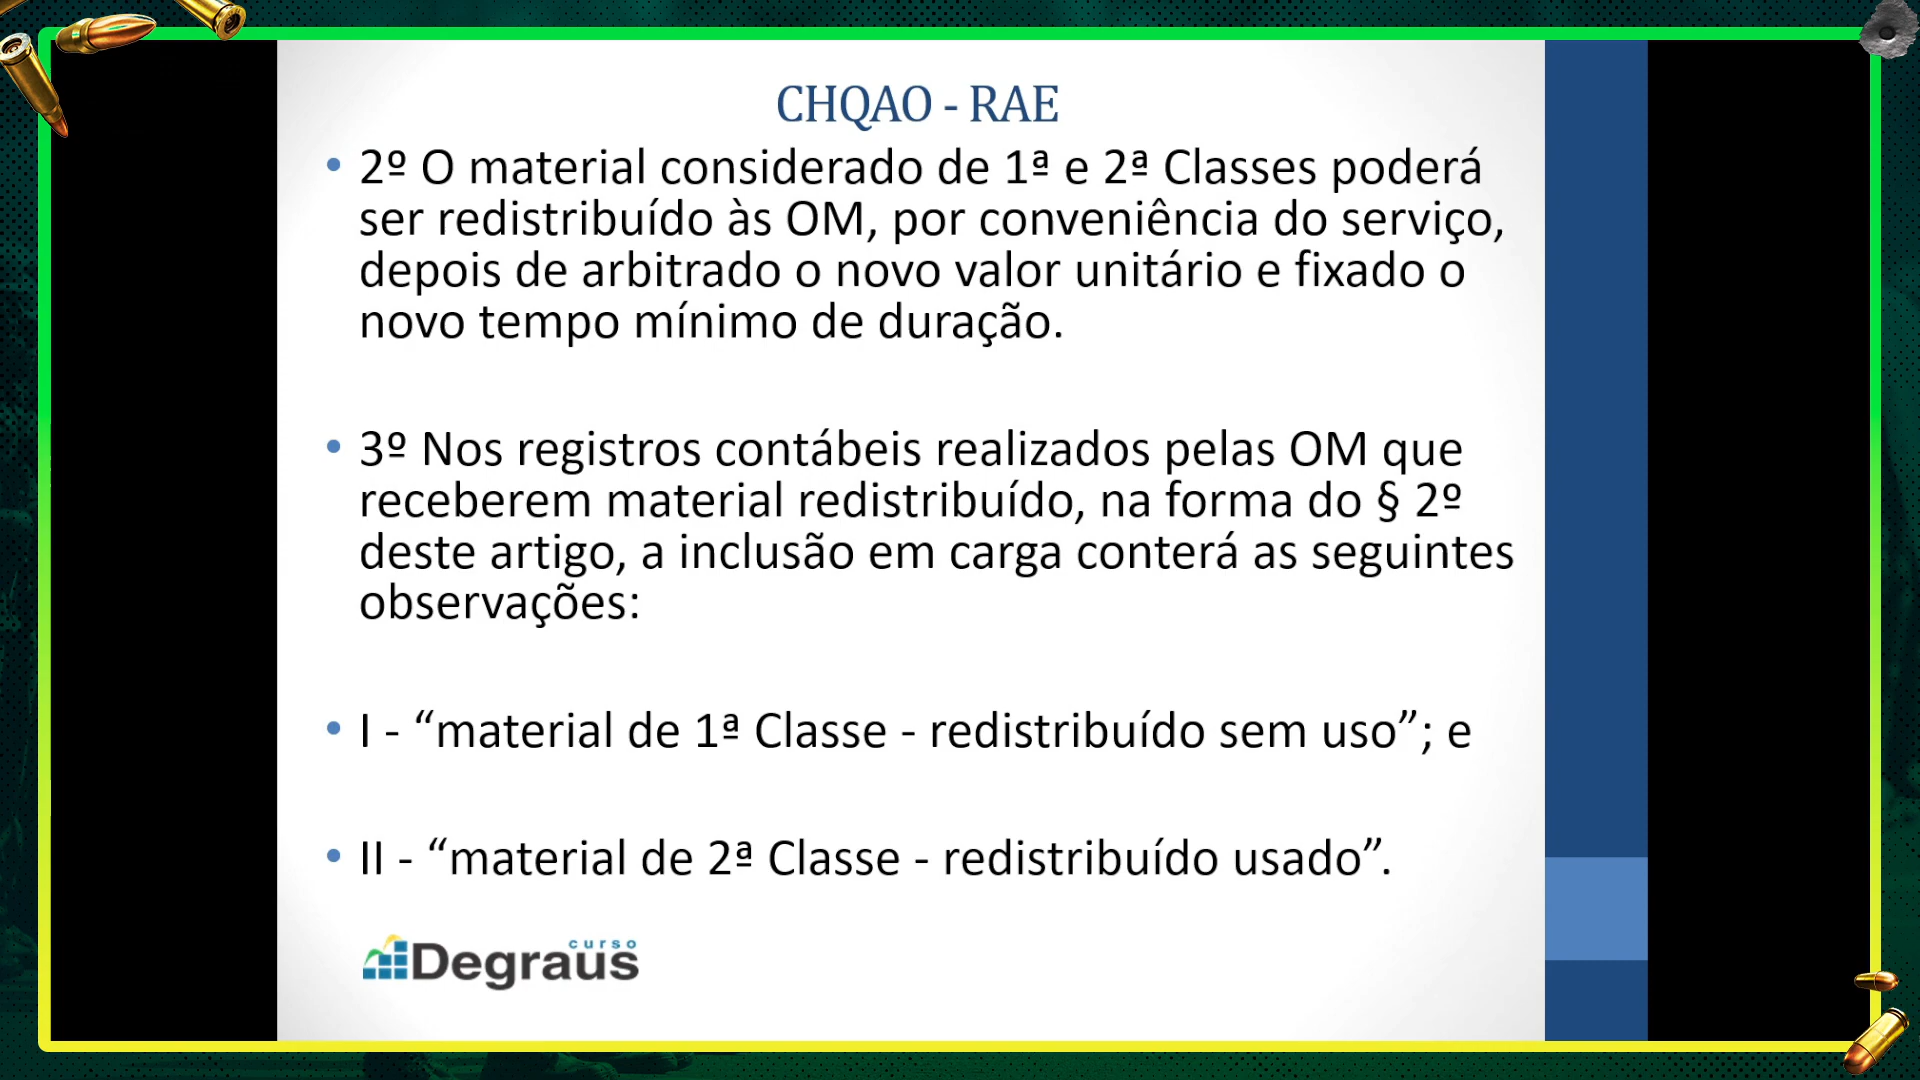 CHQAO - RAE
• 2º O material considerado de 1ª e 2ª Classes poderá
ser redistribuído às OM, por conveniência do serviço,
depois de arbitrado o novo valor unitário e fixado o
novo tempo mínimo de duração.
• 3º Nos registros contábeis realizados pelas OM que
receberem material redistribuído, na forma do § 2º
deste artigo, a inclusão em carga conterá as seguintes
observações:
• I - “material de 1ª Classe - redistribuído sem uso”; e
• II - “material de 2ª Classe - redistribuído usado”.
curso
Degraus